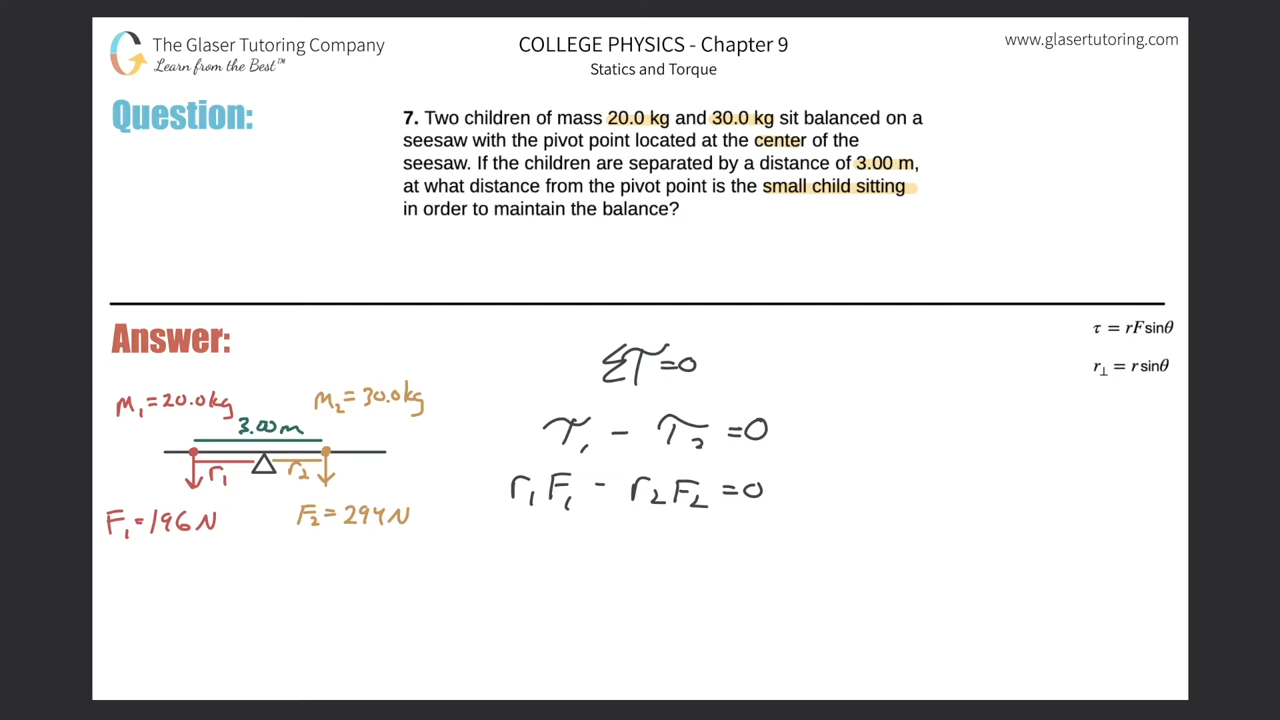 The Glaser Tutoring Company
Learn from the Best™
COLLEGE PHYSICS - Chapter 9
Statics and Torque
www.glasertutoring.com
Question:
7. Two children of mass 20.0 kg and 30.0 kg sit balanced on a
seesaw with the pivot point located at the center of the
seesaw. If the children are separated by a distance of 3.00 m,
at what distance from the pivot point is the small child sitting
in order to maintain the balance?
Answer:
τ = rFsinθ
r⊥ = r sinθ
M₁ = 20.0kg
M₂ = 30.0kg
3.00m
r₁
r₂
F₁ = 196N
F₂ = 294N
Στ = 0
τ₁ - τ₂ = 0
r₁F₁ - r₂F₂ = 0